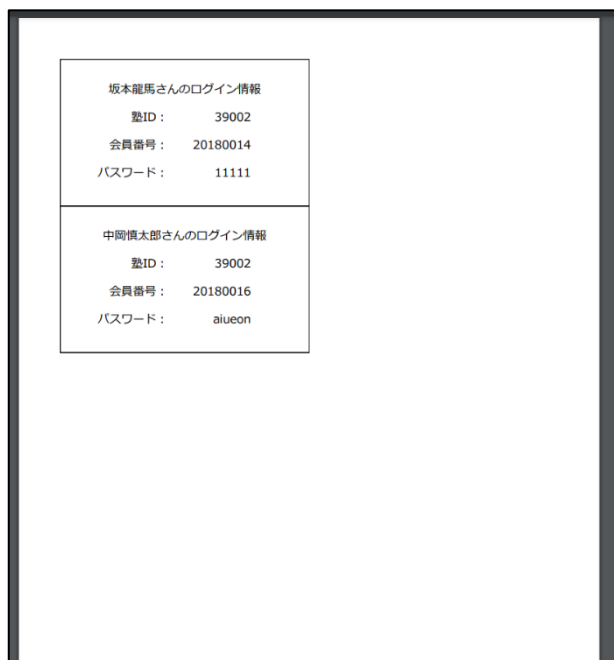 坂本龍馬さんのログイン情報
塾ID： 39002
会員番号： 20180014
パスワード： 11111
中岡慎太郎さんのログイン情報
塾ID： 39002
会員番号： 20180016
パスワード： aiueon